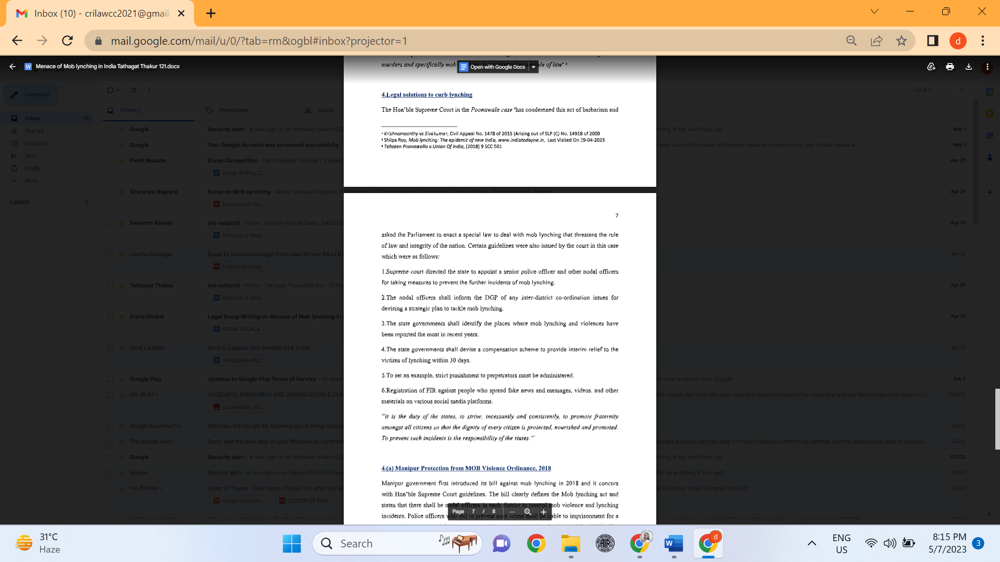 Inbox (10) - crilawcc2021@gmail.
mail.google.com/mail/u/0/?tab=rm&ogbl#inbox?projector=1
d
Menace of Mob lynching in India Tathagat Thakur 121.docx
Open with Google Docs
murders and specifically mob
rule of law" 5
Compose
Inbox 10
Starred
Snoozed
Sent
Drafts
More
Labels
1–50 of 67
Primary
Promotions
Social
Google Security alert - A new sign-in on Windows crilawcc20 thing. If not, we'll help you May 1
Google Your Google Account was recovered successfully - f your account because of changes made by someone else, you should review & May 1
Parth Nakade Essay Competition - Parth Nakade 1 st year ( 5 years Apr 29
Essay Writing C...
Sharanya Nagrare Essay on Mob Lynching - Name: Sharanya Nagrare Roll Number: 43 College Name: Dr. Ambedkar College of Law, Deekshabhoomi, Nagpur Apr 29
Menance of Mo...
Swarnim Kanoje (no subject) - Name : Swarnim kanoje Class : BALLB 5 Apr 29
Menace of Mob...
Leesha Sondagar Essay by Leesha Sondagar from class 1st year BA.LLB Apr 29
Leesha Sondag...
Tathagat Thakur (no subject) - Name - Tathagat ThakurRoll No - 121 Top Apr 29
Menace of Mob...
Disha Shukla Legal Essay Writing on Menace of Mob lynching in Apr 29
DISHA SHUKLA ...
Saroj A. Lanjekar 2nd Semister LLB 3 Year Apr 29
vnd.openxmlfor...
Google Play Updates to Google Play Terms of Service - On Marc d what to expect from Google Feb 9
me, abdul 5 SUCESSFUL ENROLMENT AND JOINING GOOGLE CLA the course, but since the exam was time bound conducted by university, and you failed to give the exam on t... 11/23/22
Screenshot_20...
Google Business Pro. Dacn law, the Google My Business app is being replace 4/5/22
The Google team Dacn, take the next step on your Windows by confirmin Google Account settings. Step 1: Privacy Checkup Confirm key settings and the data Google uses to persona... 1/22/22
Google Security alert - A new sign-in on Windows crilawcc20 thing. If not, we'll help you 1/22/22
Google Security alert - A new sign-in on Galaxy A52 4G crilawc to do anything. If not, we'll 12/16/21
me, Bishwa 2 Letter of Thanks - Dear Maam, Please find attached he e audience. I shall be happy to be of 12/10/21
Cyber Crime Ps... LETTER OF THA...
4.Legal solutions to curb lynching
The Hon'ble Supreme Court in the Poonawala case 6has condemned this act of barbarism and
4 Krishnamoorthy vs Sivakumar, Civil Appeal No. 1478 of 2015 (Arising out of SLP (C) No. 14918 of 2009
5 Shilpa Roy, Mob lynching: The epidemic of new India, www.indiatodayne.in, Last Visited On 29-04-2023
6 Tehseen Poonawalla v.Union Of India, (2018) 9 SCC 501
7
asked the Parliament to enact a special law to deal with mob lynching that threatens the rule
of law and integrity of the nation. Certain guidelines were also issued by the court in this case
which were as follows:
1.Supreme court directed the state to appoint a senior police officer and other nodal officers
for taking measures to prevent the further incidents of mob lynching.
2.The nodal officers shall inform the DGP of any inter-district co-ordination issues for
devising a strategic plan to tackle mob lynching.
3.The state governments shall identify the places where mob lynching and violences have
been reported the most in recent years.
4.The state governments shall devise a compensation scheme to provide interim relief to the
victims of lynching within 30 days.
5.To set an example, strict punishment to perpetrators must be administered.
6.Registration of FIR against people who spread fake news and messages, videos, and other
materials on various social media platforms.
"it is the duty of the states, to strive, incessantly and consistently, to promote fraternity
amongst all citizens so that the dignity of every citizen is protected, nourished and promoted.
To prevent such incidents is the responsibility of the states."
4.(a) Manipur Protection from MOB Violence Ordinance, 2018
Manipur government first introduced its bill against mob lynching in 2018 and it concurs
with Hon'ble Supreme Court guidelines. The bill clearly defines the Mob lynching act and
states that there shall be nodal officers in each district to control mob violence and lynching
incidents. Police officers who fail to prevent such crime shall be liable to imprisonment for a
Page 7 / 8
31°C
Haze
Search
ENG
US
8:15 PM
5/7/2023
3